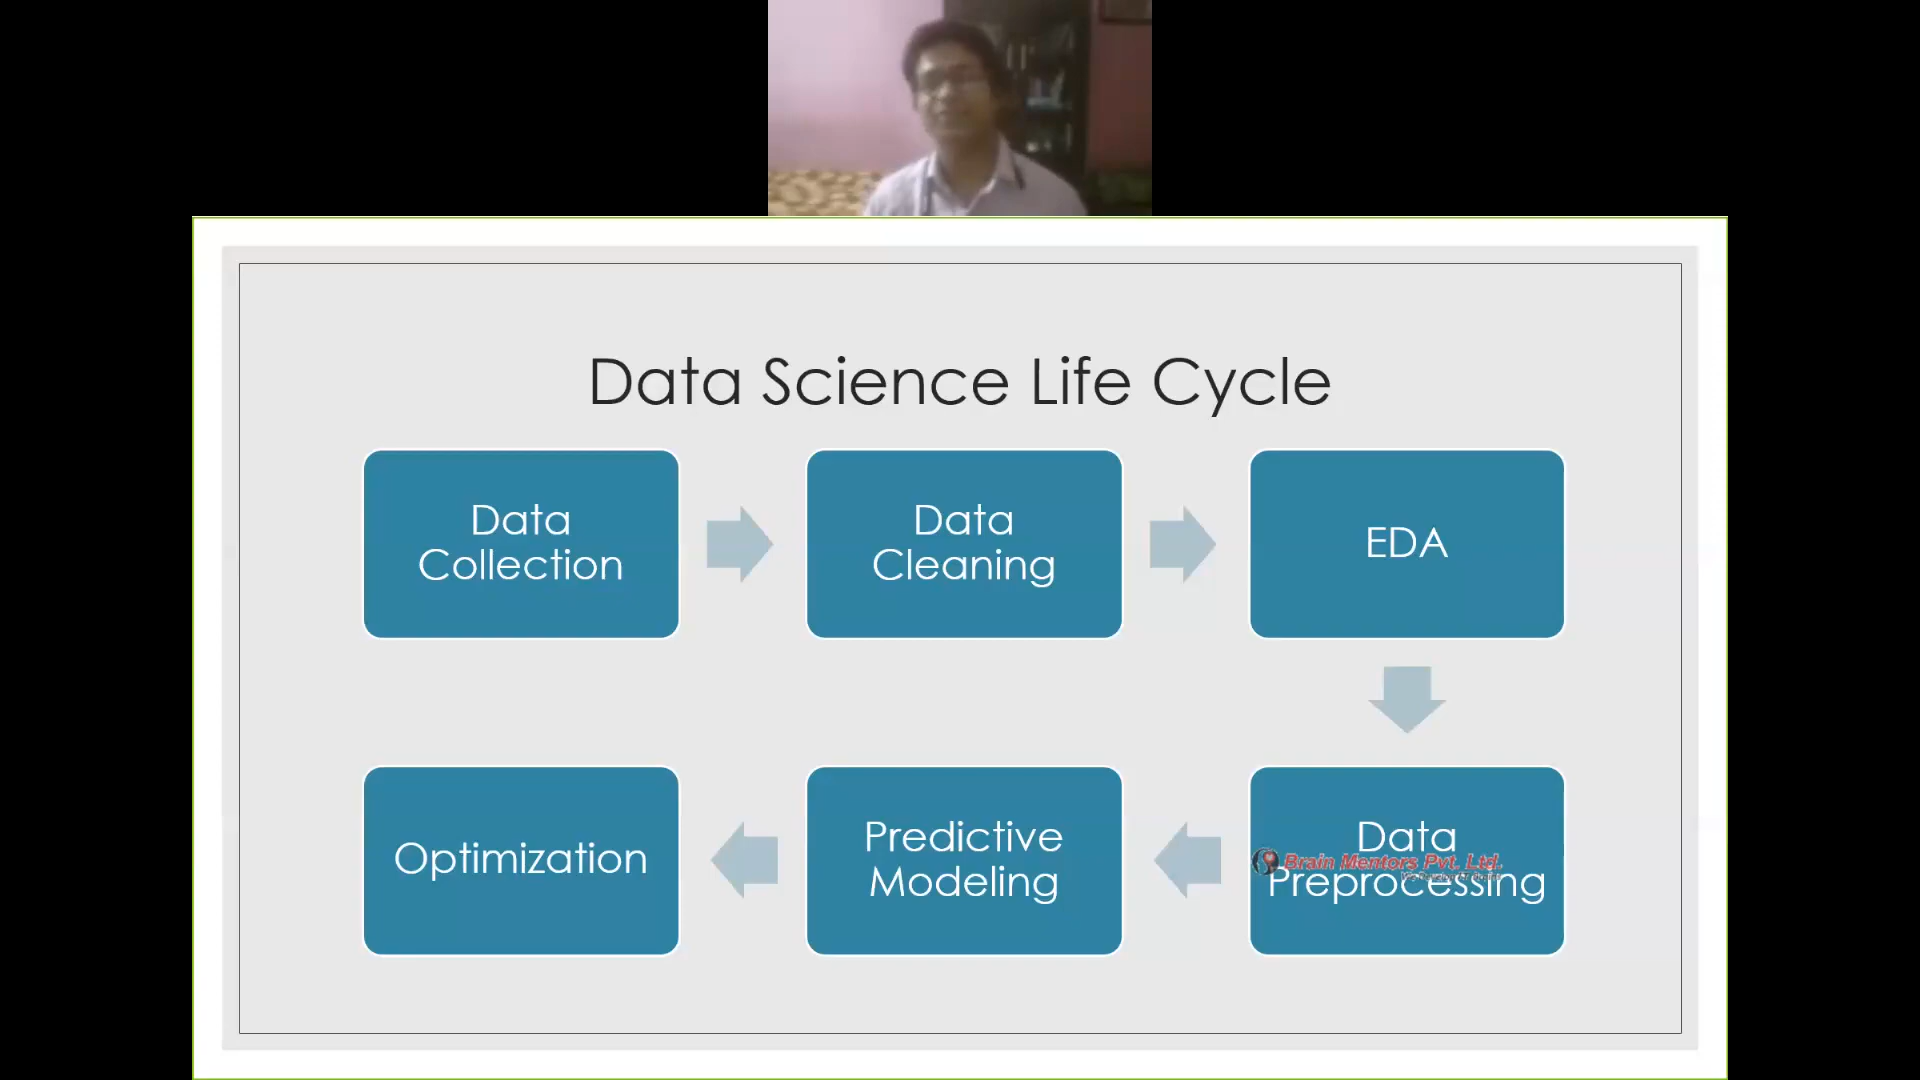 Data Science Life Cycle
Data
Collection
Data
Cleaning
EDA
Data
Preprocessing
Brain Mentors Pvt. Ltd.
Predictive
Modeling
Optimization